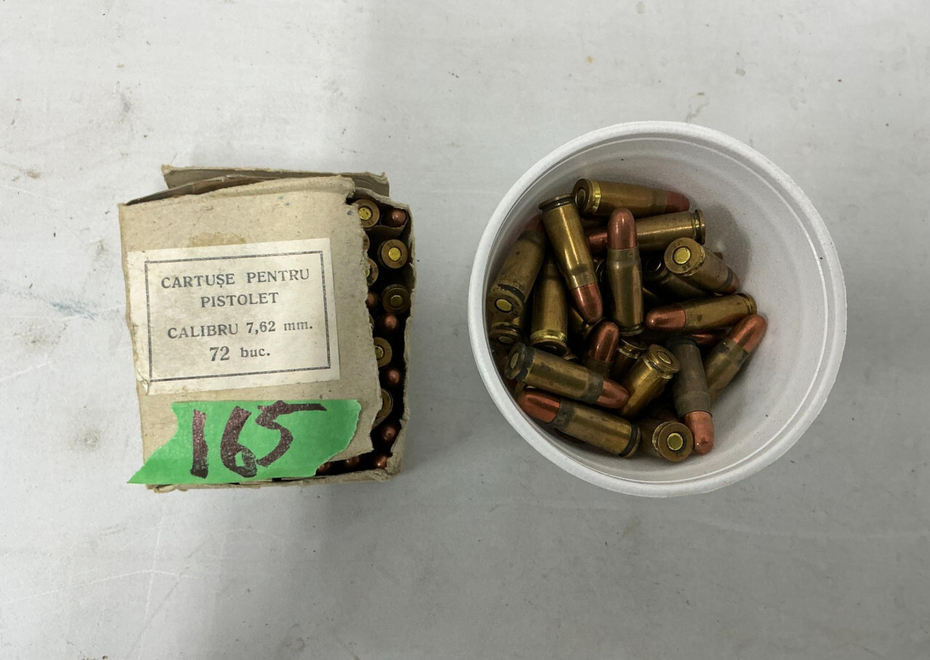 CARTUȘE PENTRU
PISTOLET
CALIBRU 7,62 mm.
72 buc.
165